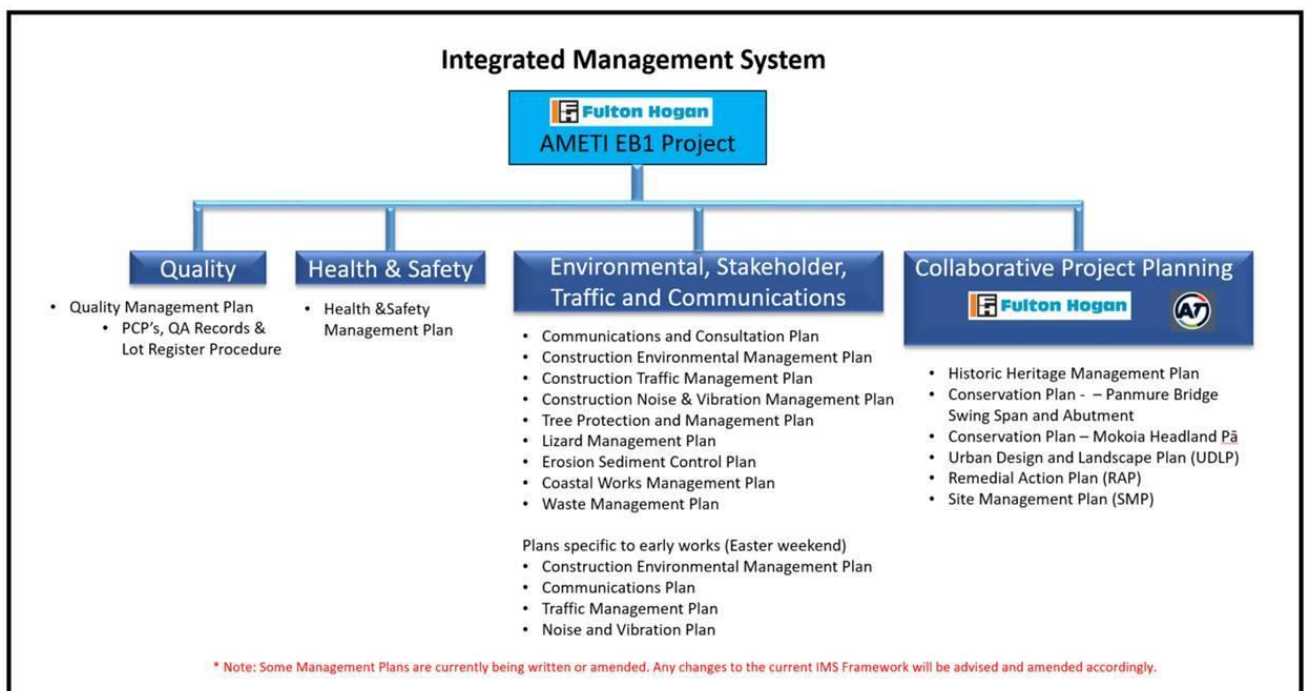 Integrated Management System
Fulton Hogan
AMETI EB1 Project
Quality
• Quality Management Plan
• PCP's, QA Records &
Lot Register Procedure
Health & Safety
• Health &Safety
Management Plan
Environmental, Stakeholder,
Traffic and Communications
• Communications and Consultation Plan
• Construction Environmental Management Plan
• Construction Traffic Management Plan
• Construction Noise & Vibration Management Plan
• Tree Protection and Management Plan
• Lizard Management Plan
• Erosion Sediment Control Plan
• Coastal Works Management Plan
• Waste Management Plan
Plans specific to early works (Easter weekend)
• Construction Environmental Management Plan
• Communications Plan
• Traffic Management Plan
• Noise and Vibration Plan
Collaborative Project Planning
Fulton Hogan
AT
• Historic Heritage Management Plan
• Conservation Plan - – Panmure Bridge
Swing Span and Abutment
• Conservation Plan – Mokoia Headland Pā
• Urban Design and Landscape Plan (UDLP)
• Remedial Action Plan (RAP)
• Site Management Plan (SMP)
* Note: Some Management Plans are currently being written or amended. Any changes to the current IMS Framework will be advised and amended accordingly.